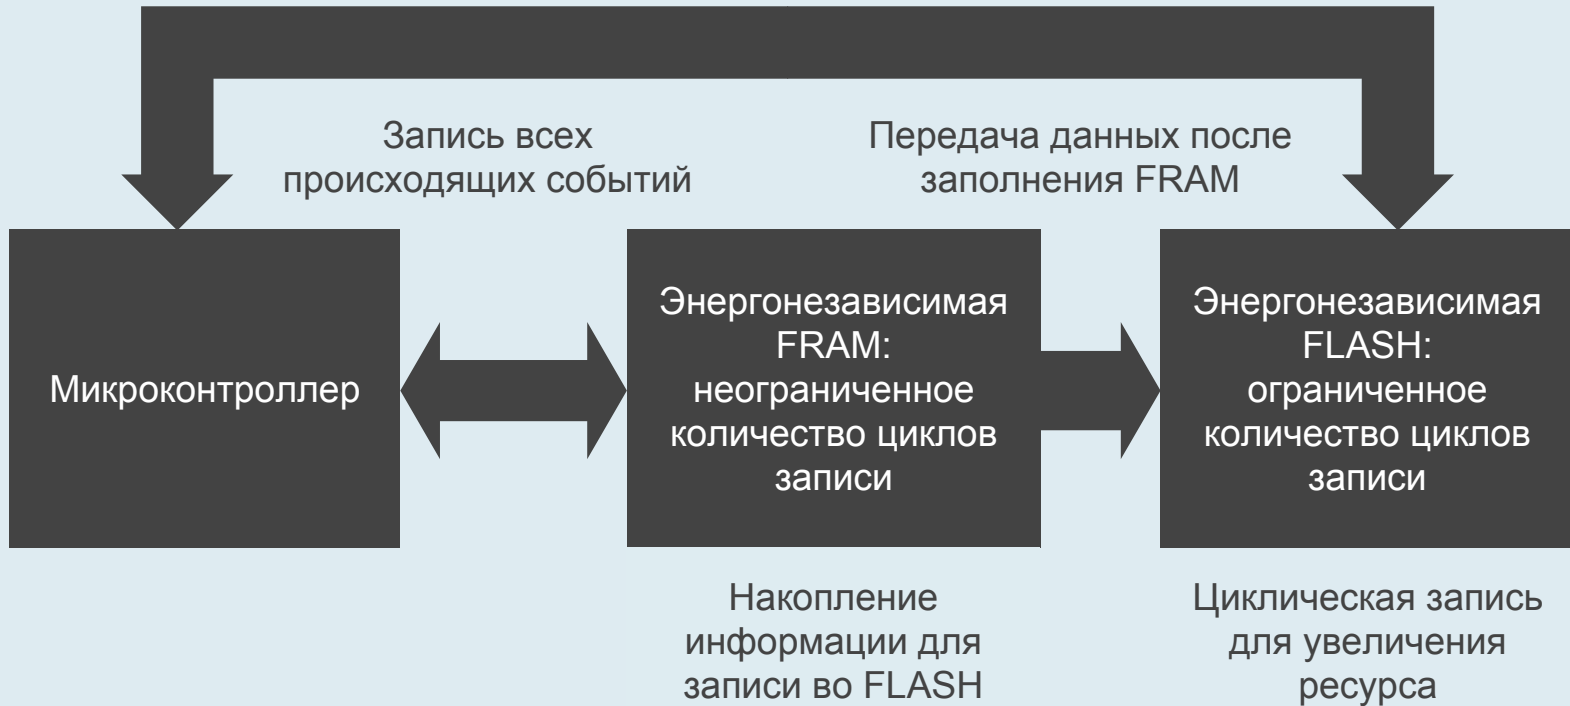 Запись всех
происходящих событий
Передача данных после
заполнения FRAM
Микроконтроллер
Энергонезависимая
FRAM:
неограниченное
количество циклов
записи
Энергонезависимая
FLASH:
ограниченное
количество циклов
записи
Накопление
информации для
записи во FLASH
Циклическая запись
для увеличения
ресурса